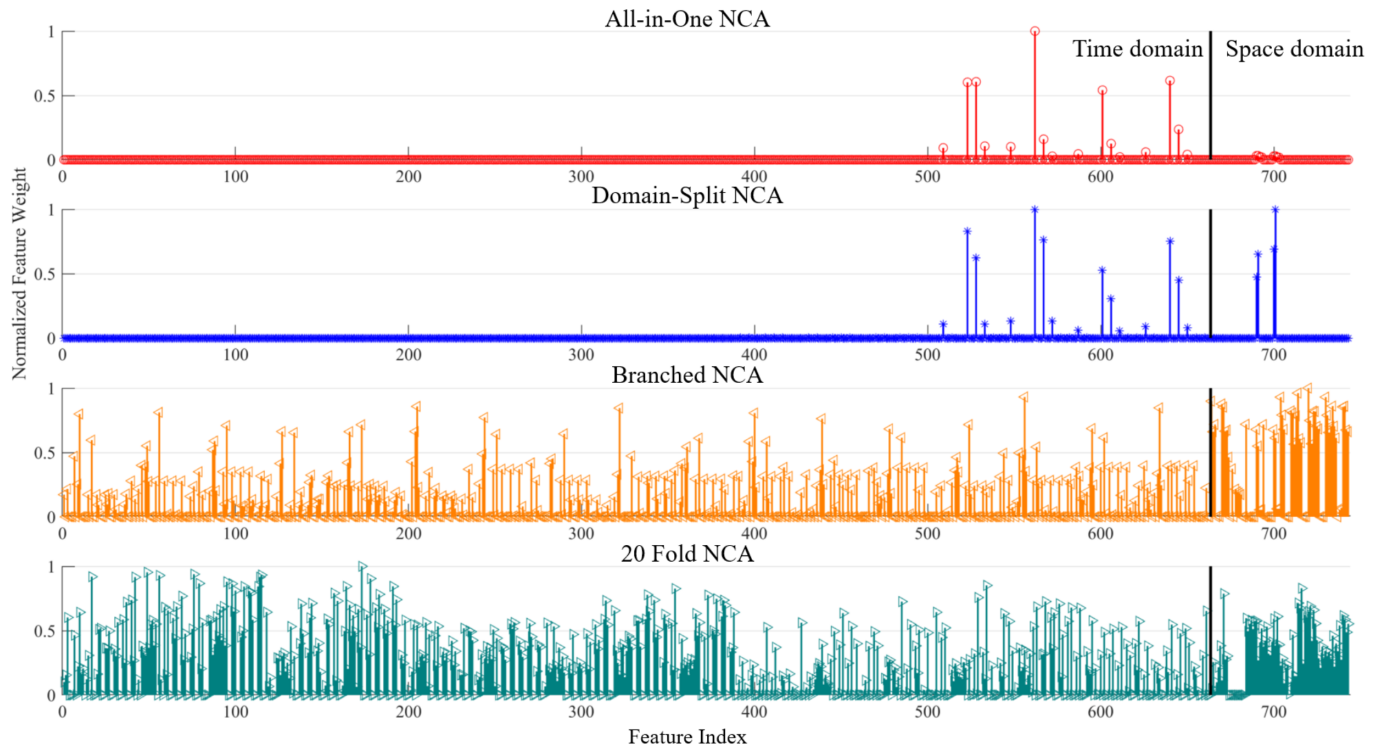 All-in-One NCA
1
Time domain
Space domain
0.5
0
0 100 200 300 400 500 600 700
Domain-Split NCA
1
0.5
0
0 100 200 300 400 500 600 700
Normalized Feature Weight
Branched NCA
1
0.5
0
0 100 200 300 400 500 600 700
20 Fold NCA
1
0.5
0
0 100 200 300 400 500 600 700
Feature Index